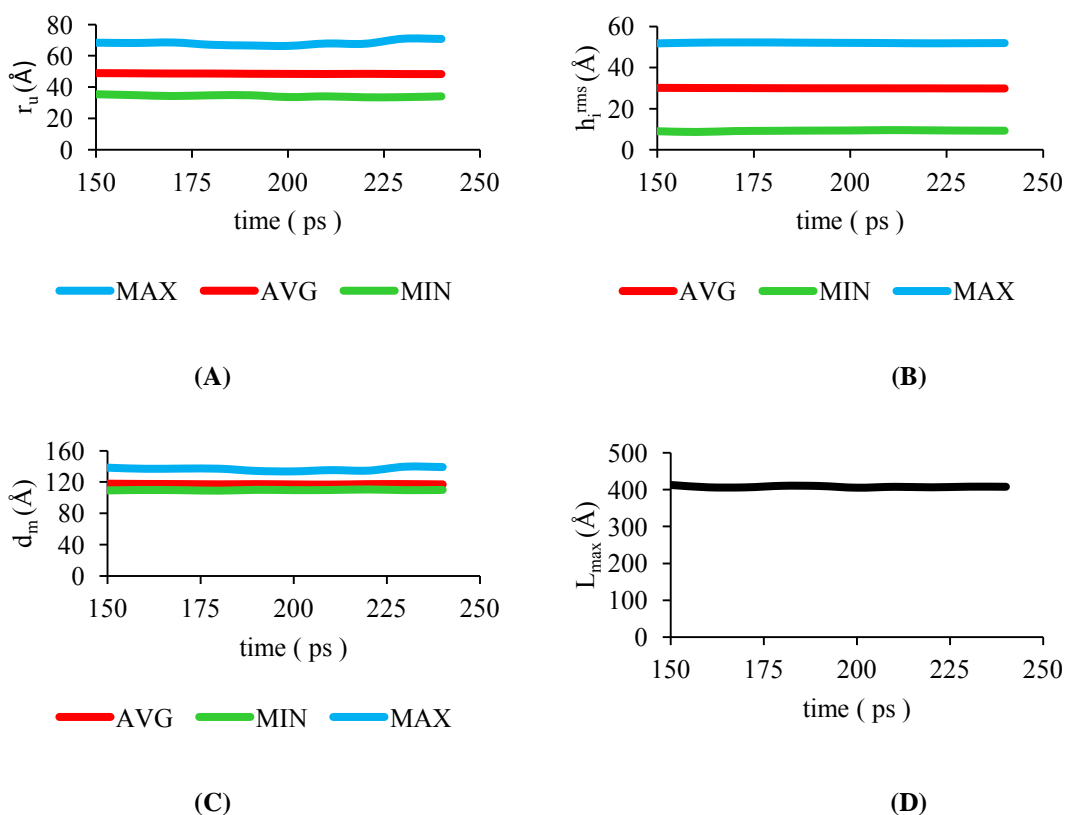 80
60
40
20
0
r_u (Å)
150 175 200 225 250
time ( ps )
MAX AVG MIN
(A)
60
40
20
0
h_i^rms (Å)
150 175 200 225 250
time ( ps )
AVG MIN MAX
(B)
160
120
80
40
0
d_m (Å)
150 175 200 225 250
time ( ps )
AVG MIN MAX
(C)
500
400
300
200
100
0
L_max (Å)
150 175 200 225 250
time ( ps )
(D)